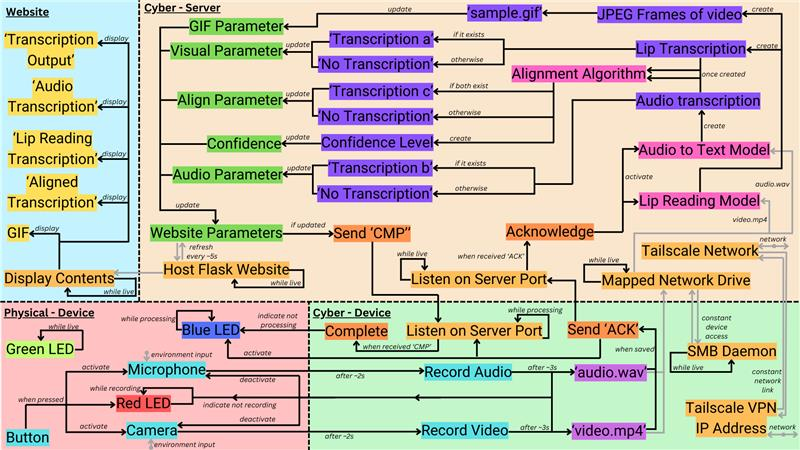 Website
'Transcription
Output'
display
'Audio
Transcription'
display
'Lip Reading
Transcription'
display
'Aligned
Transcription'
display
GIF
display
Display Contents
while live
Cyber - Server
GIF Parameter
update
'sample.gif'
JPEG Frames of video
create
Visual Parameter
update
'Transcription a'
if it exists
'No Transcription'
otherwise
Lip Transcription
create
Alignment Algorithm
once created
Align Parameter
update
'Transcription c'
if both exist
'No Transcription'
otherwise
Audio transcription
create
Confidence
update
Confidence Level
create
Audio to Text Model
Audio Parameter
update
'Transcription b'
if it exists
'No Transcription'
otherwise
activate
audio.wav
Lip Reading Model
video.mp4
update
Website Parameters
if updated
Send 'CMP"
Acknowledge
refresh
every ~5s
when received 'ACK'
Tailscale Network
network
Host Flask Website
while live
while live
Listen on Server Port
while live
Mapped Network Drive
Physical - Device
while live
Green LED
while processing
Blue LED
indicate not
processing
activate
environment input
Microphone
deactivate
activate
while recording
Red LED
indicate not recording
when pressed
Button
activate
deactivate
Camera
environment input
Cyber - Device
Complete
when received 'CMP'
while processing
Listen on Server Port
Send 'ACK'
when saved
constant
device
access
SMB Daemon
while live
after ~2s
Record Audio
after ~3s
'audio.wav'
constant
network
link
after ~2s
Record Video
after ~3s
'video.mp4'
Tailscale VPN
IP Address
network